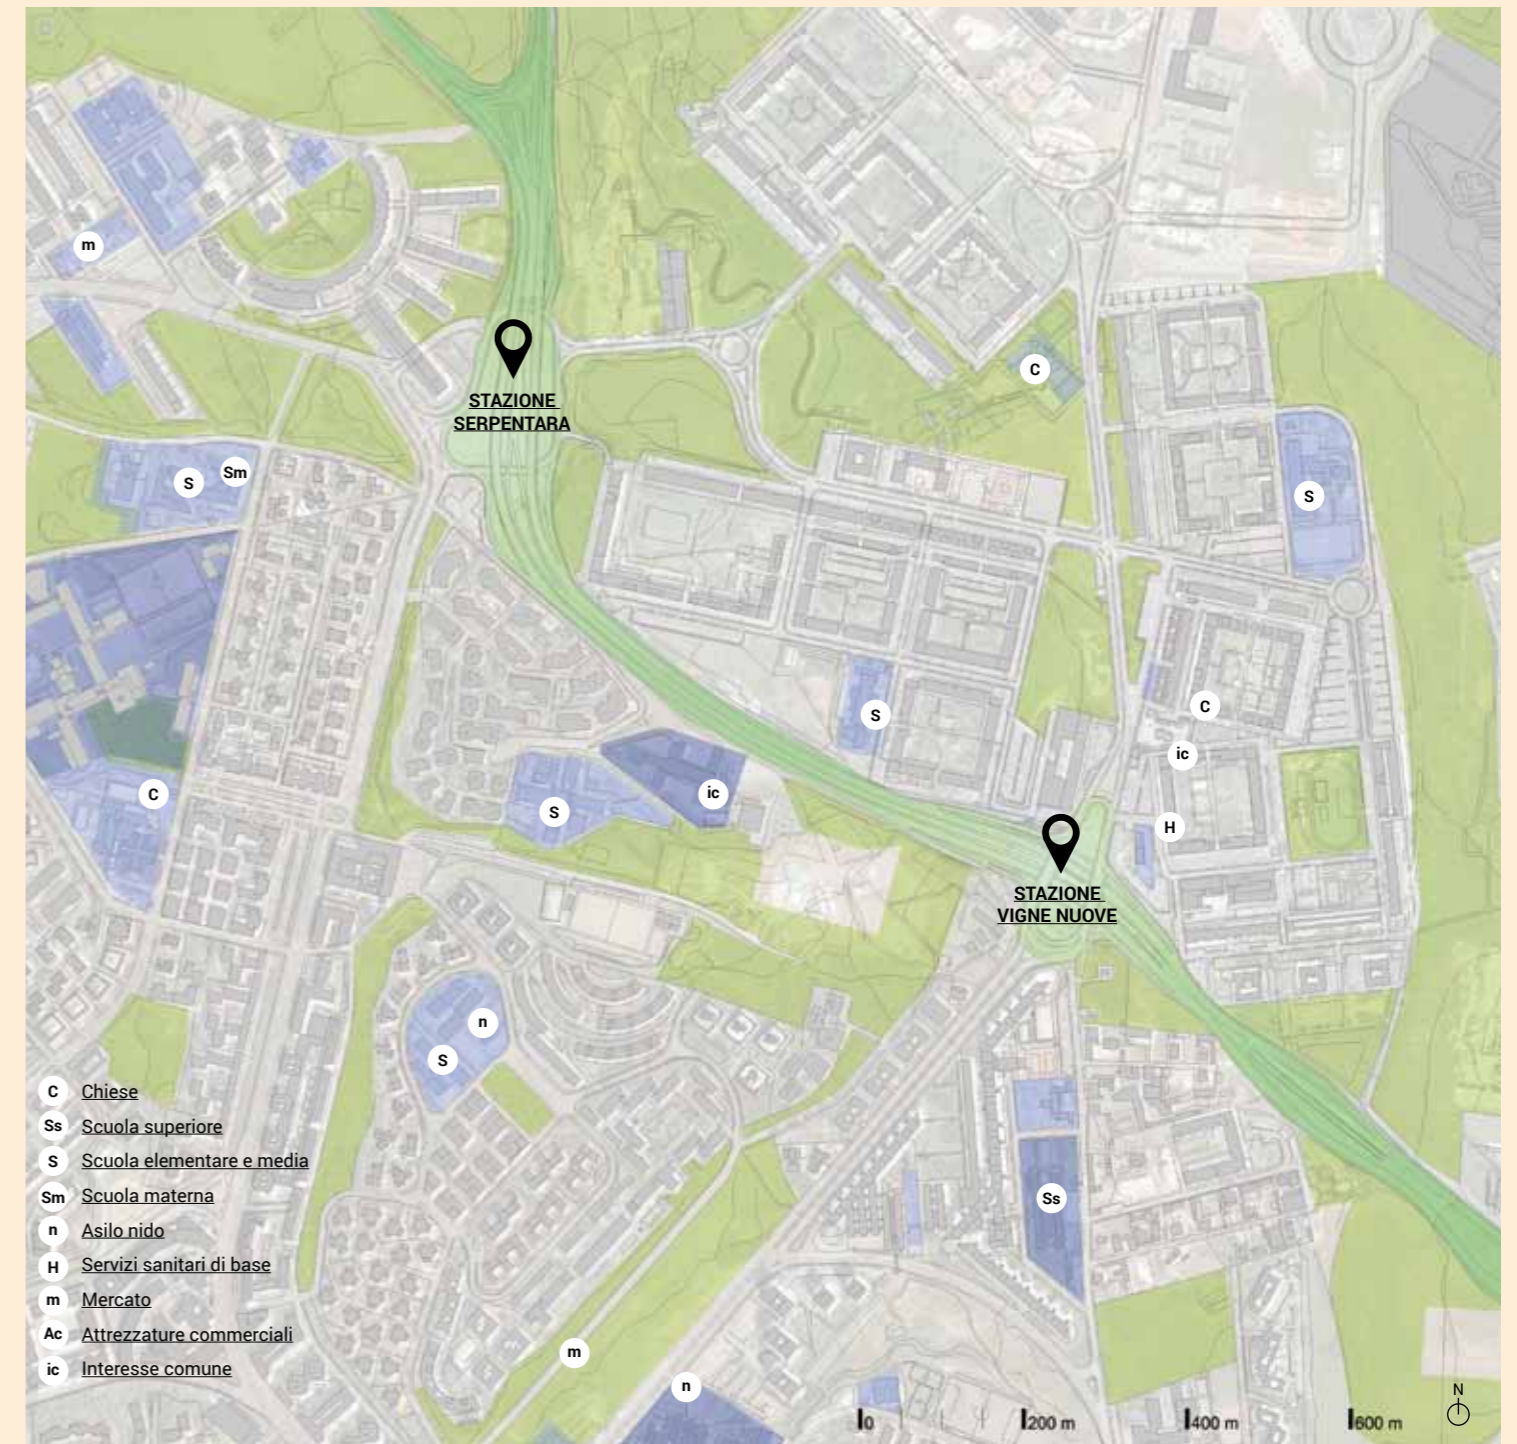 m
STAZIONE
SERPENTARA
C
Sm
S
S
S
C
ic
C
ic
S
H
STAZIONE
VIGNE NUOVE
n
S
C Chiese
Ss Scuola superiore
S Scuola elementare e media
Sm Scuola materna
n Asilo nido
H Servizi sanitari di base
m Mercato
Ac Attrezzature commerciali
ic Interesse comune
Ss
m
n
N
0 200 m 400 m 600 m